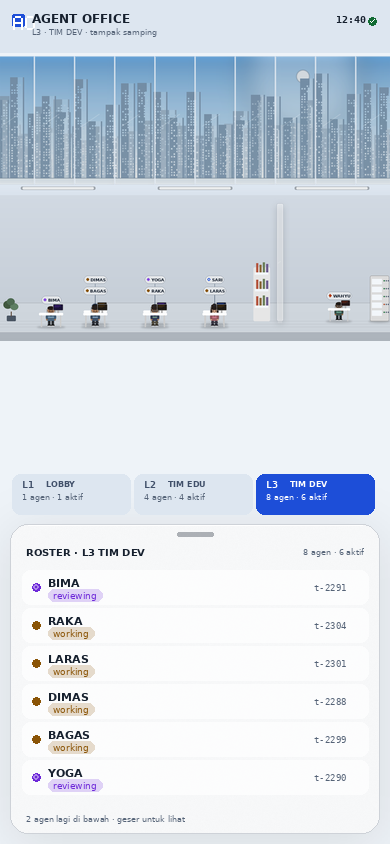 AGENT OFFICE
L3 · TIM DEV · tampak samping
12:40
DIMAS
YOGA
SARI
BIMA
BAGAS
RAKA
LARAS
WAHYU
L1 LOBBY
1 agen · 1 aktif
L2 TIM EDU
4 agen · 4 aktif
L3 TIM DEV
8 agen · 6 aktif
ROSTER · L3 TIM DEV
8 agen · 6 aktif
BIMA
reviewing
t-2291
RAKA
working
t-2304
LARAS
working
t-2301
DIMAS
working
t-2288
BAGAS
working
t-2299
YOGA
reviewing
t-2290
2 agen lagi di bawah · geser untuk lihat